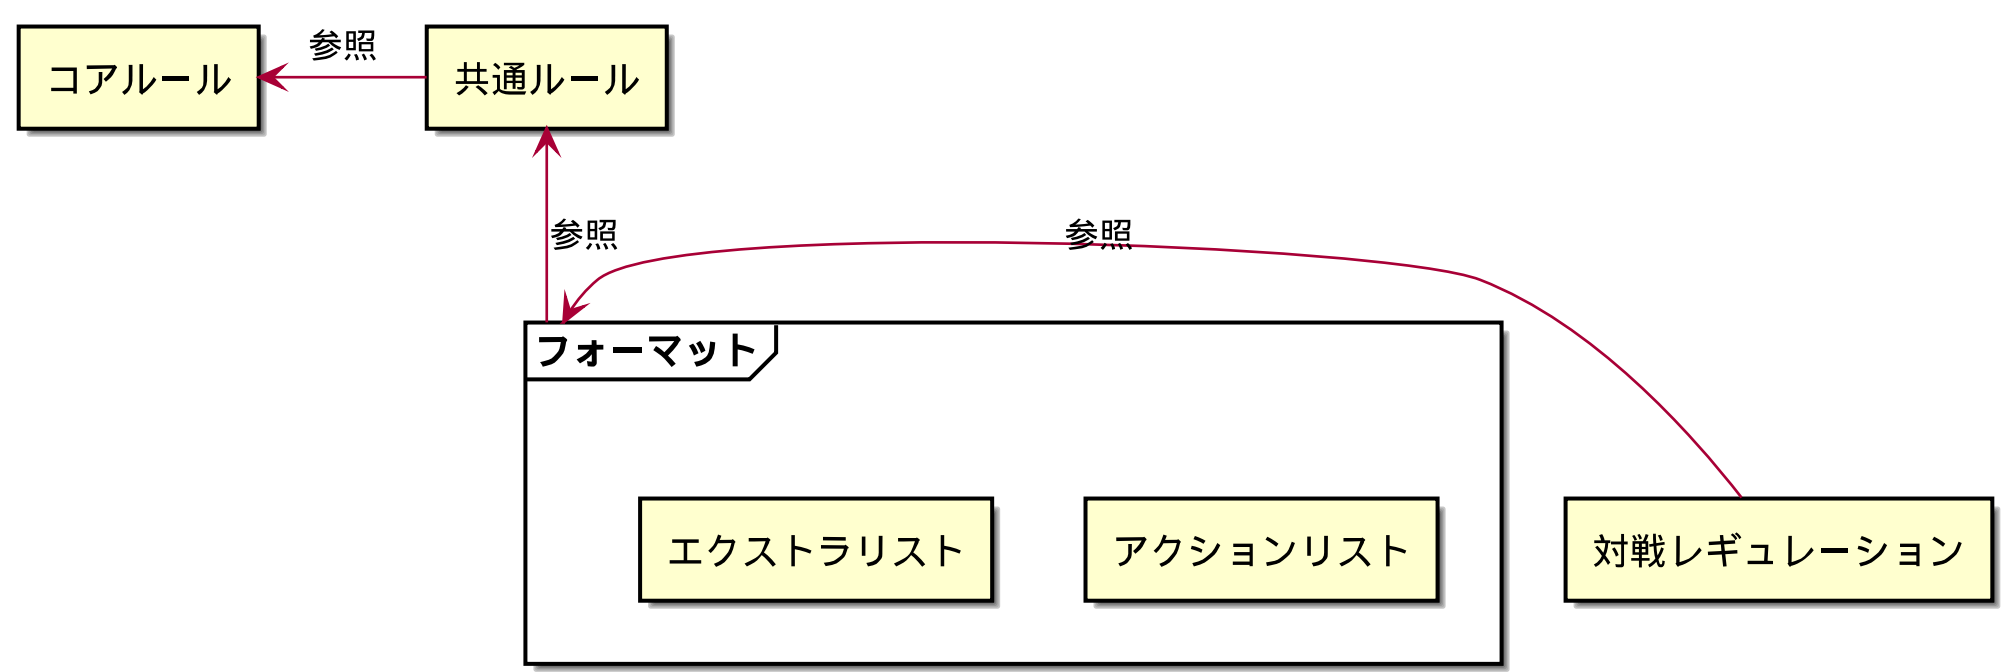 コアルール
参照
共通ルール
参照
参照
フォーマット
エクストラリスト
アクションリスト
対戦レギュレーション